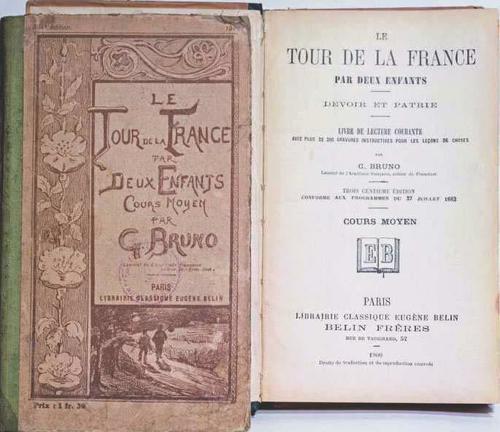 LE
TOUR DE LA FRANCE
PAR
DEUX ENFANTS
COURS MOYEN
PAR
G. BRUNO
PARIS
LIBRAIRIE CLASSIQUE EUGÈNE BELIN
Prix : 1 fr. 30
LE
TOUR DE LA FRANCE
PAR DEUX ENFANTS
DEVOIR ET PATRIE
LIVRE DE LECTURE COURANTE
AVEC PLUS DE 200 GRAVURES INSTRUCTIVES POUR LES LEÇONS DE CHOSES
PAR
G. BRUNO
Lauréat de l'Académie française, auteur de Francinet
TROIS CENTIÈME ÉDITION
CONFORME AUX PROGRAMMES DU 27 JUILLET 1882
COURS MOYEN
E B
PARIS
LIBRAIRIE CLASSIQUE EUGÈNE BELIN
BELIN FRÈRES
RUE DE VAUGIRARD, 52
Droits de traduction et de reproduction réservés